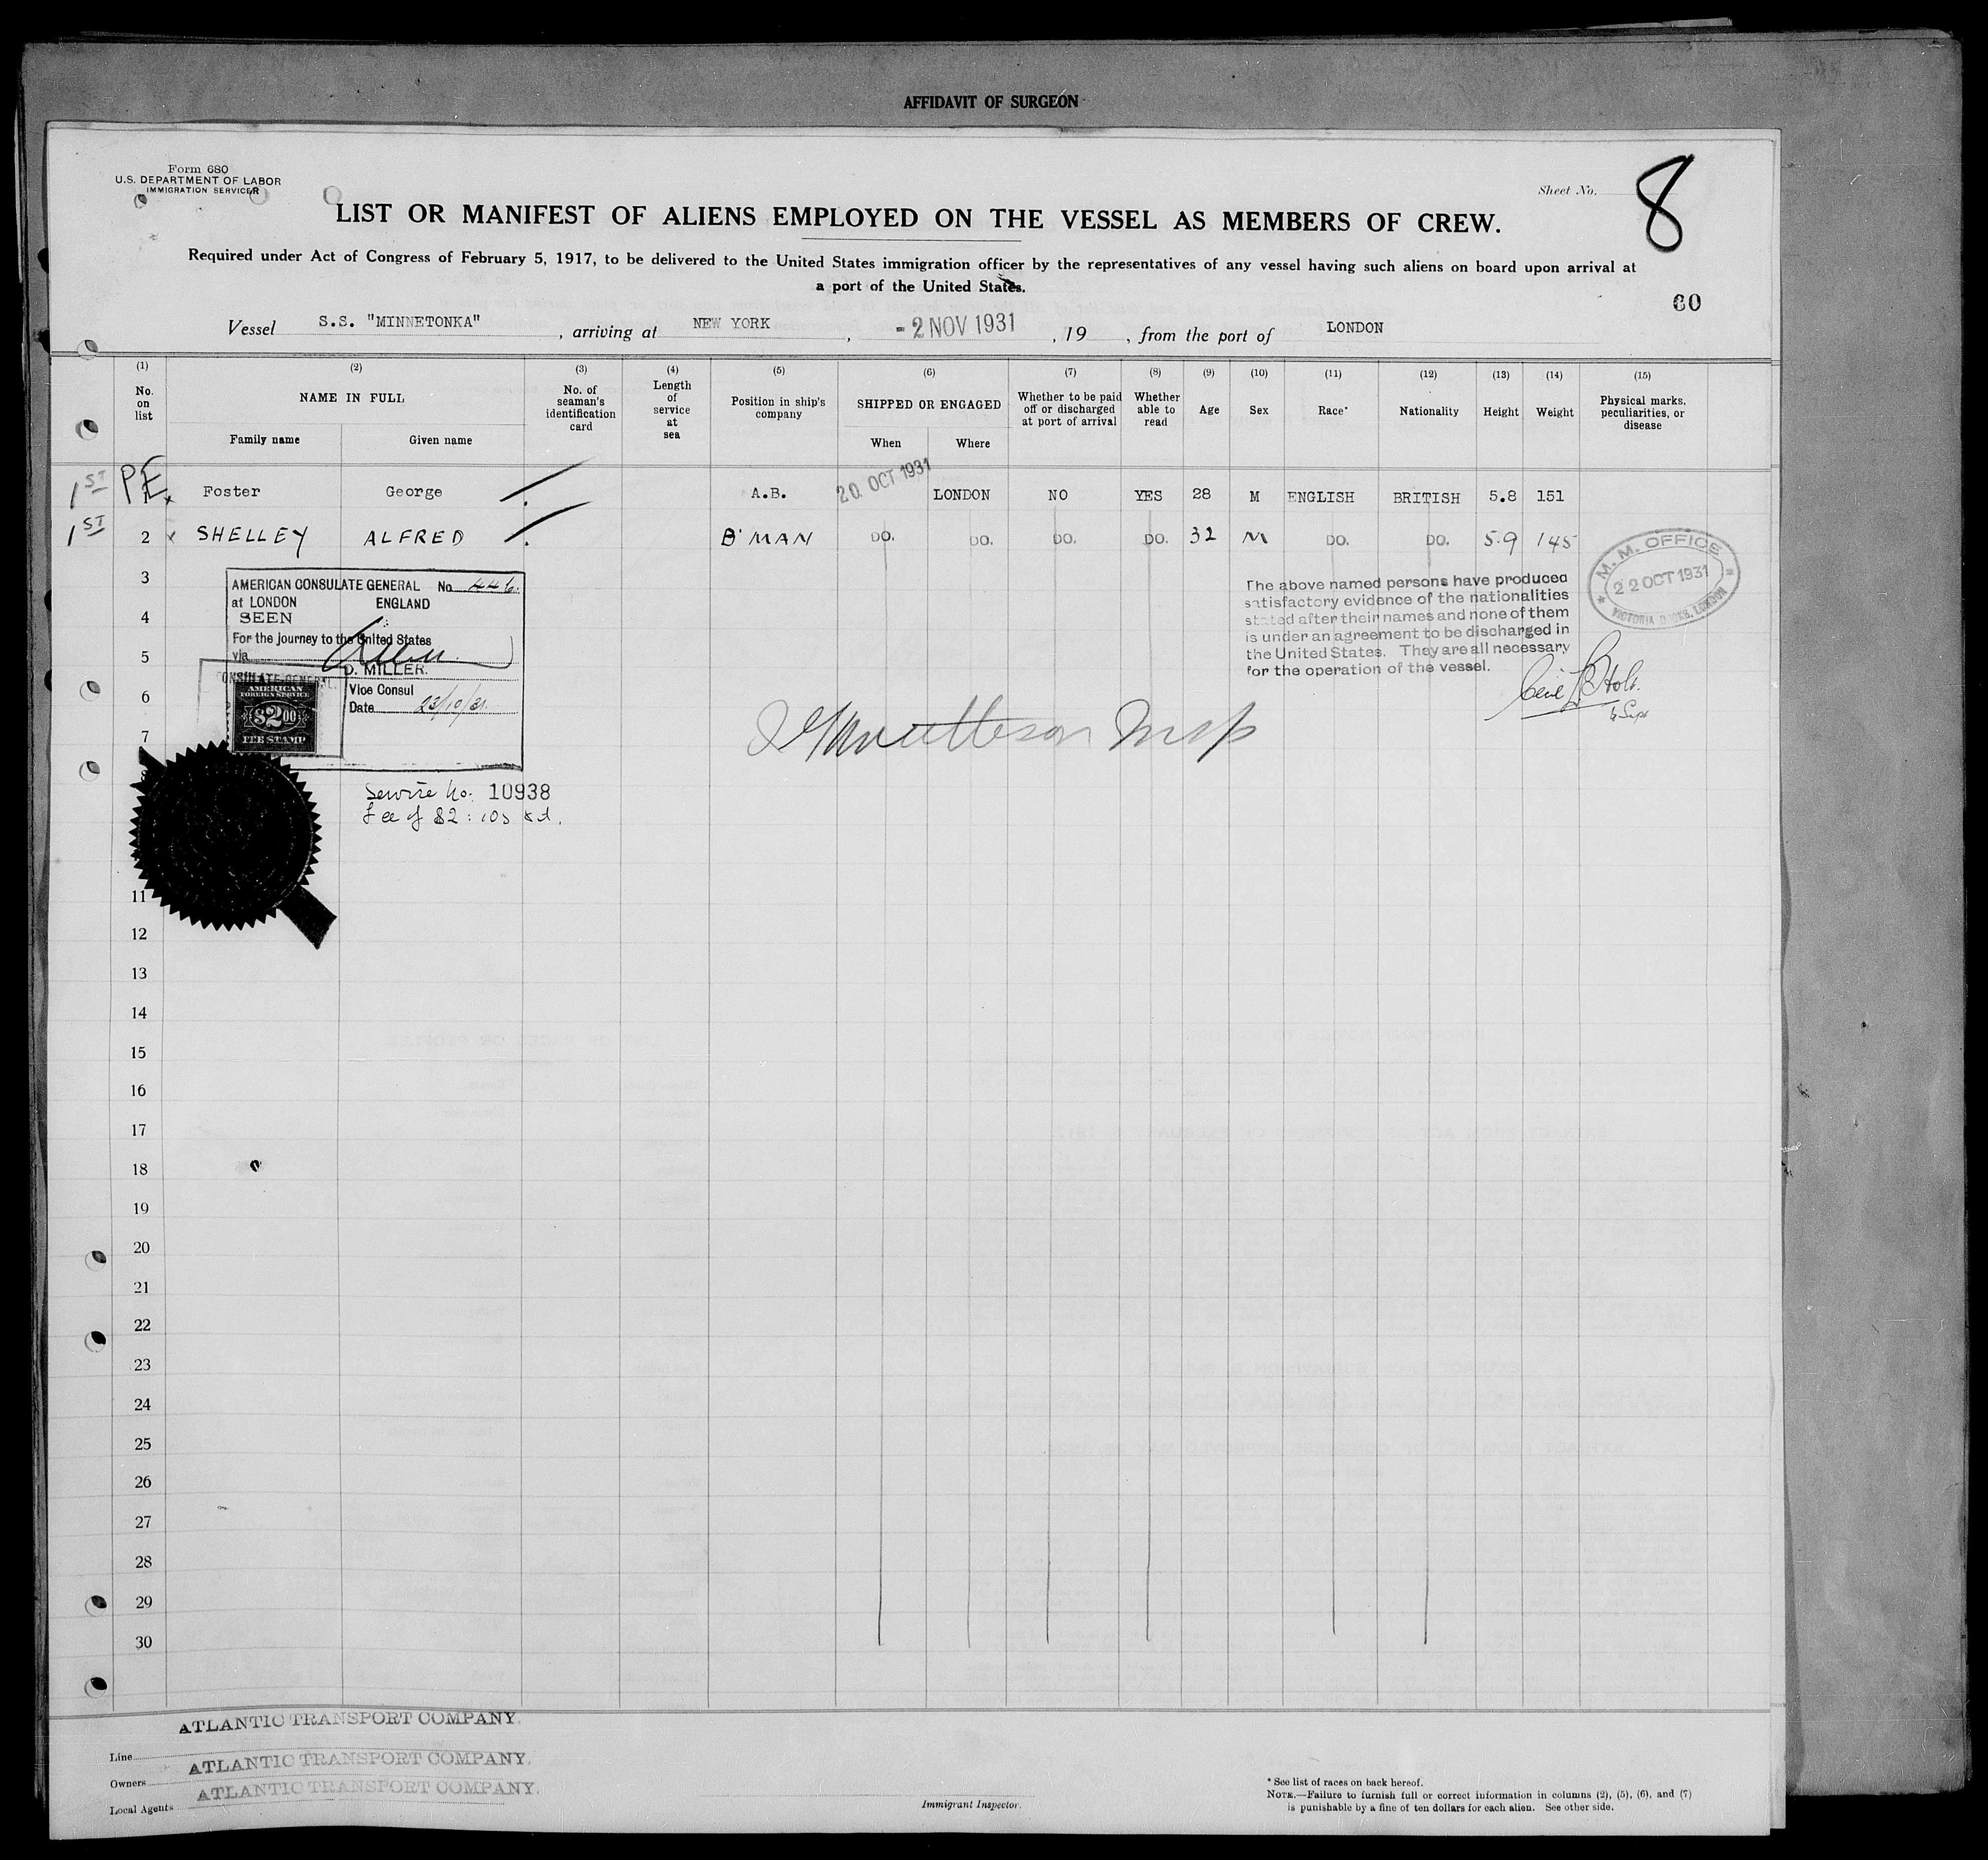 AFFIDAVIT OF SURGEON
Form 680
U.S. DEPARTMENT OF LABOR
IMMIGRATION SERVICE
Sheet No. 8
LIST OR MANIFEST OF ALIENS EMPLOYED ON THE VESSEL AS MEMBERS OF CREW.
Required under Act of Congress of February 5, 1917, to be delivered to the United States immigration officer by the representatives of any vessel having such aliens on board upon arrival at
a port of the United States.
60
Vessel S.S. "MINNETONKA", arriving at NEW YORK, -2 NOV 1931, 19, from the port of LONDON
(1) (2) (3) (4) (5) (6) (7) (8) (9) (10) (11) (12) (13) (14) (15)
No. on list NAME IN FULL Family name Given name No. of seaman's identification card Length of service at sea Position in ship's company SHIPPED OR ENGAGED When Where Whether to be paid off or discharged at port of arrival Whether able to read Age Sex Race* Nationality Height Weight Physical marks, peculiarities, or disease
1ST PE 1 x Foster George A.B. 20 OCT 1931 LONDON NO YES 28 M ENGLISH BRITISH 5.8 151
1ST 2 x SHELLEY ALFRED B'MAN DO. DO. DO. DO. 32 M DO. DO. 5.9 145
M.M. OFFICE
22 OCT 1931
VICTORIA DOCKS, LONDON
The above named persons have produced
satisfactory evidence of the nationalities
stated after their names and none of them
is under an agreement to be discharged in
the United States. They are all necessary
for the operation of the vessel.
AMERICAN CONSULATE GENERAL No. 446
at LONDON ENGLAND
SEEN
For the journey to the United States
via
D. MILLER.
Vice Consul
Date 23/10/31
CONSULATE-GENERAL.
AMERICAN
FOREIGN SERVICE
$2.00
FEE STAMP
Service No. 10938
Fee of $2 : 10s
3
4
5
6
7
11
12
13
14
15
16
17
18
19
20
21
22
23
24
25
26
27
28
29
30
ATLANTIC TRANSPORT COMPANY.
Line
ATLANTIC TRANSPORT COMPANY.
Owners
ATLANTIC TRANSPORT COMPANY.
Local Agents
Immigrant Inspector.
* See list of races on back hereof.
NOTE.—Failure to furnish full or correct information in columns (2), (5), (6), and (7)
is punishable by a fine of ten dollars for each alien. See other side.